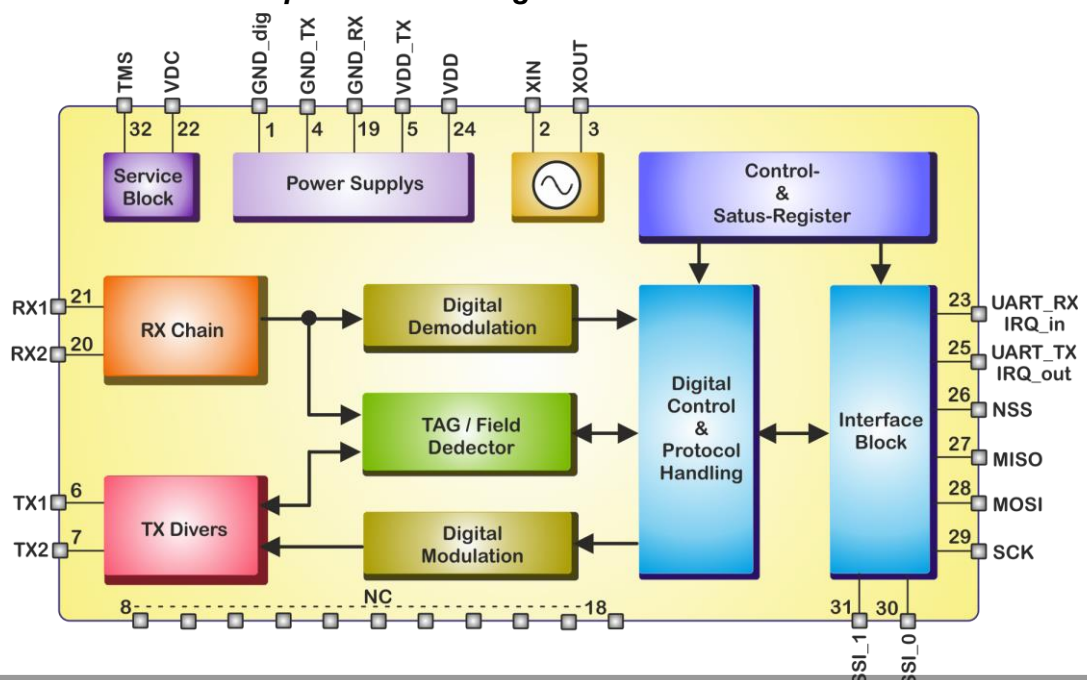 TMS
VDC
GND_dig
GND_TX
GND_RX
VDD_TX
VDD
XIN
XOUT
32
22
1
4
19
5
24
2
3
Service
Block
Power Supplys
Control-
&
Satus-Register
RX1
21
RX2
20
RX Chain
Digital
Demodulation
TAG / Field
Dedector
Digital
Control
&
Protocol
Handling
Interface
Block
23
UART_RX
IRQ_in
25
UART_TX
IRQ_out
26
NSS
27
MISO
28
MOSI
29
SCK
TX1
6
TX2
7
TX Divers
Digital
Modulation
8
NC
18
31
30
SSI_1
SSI_0